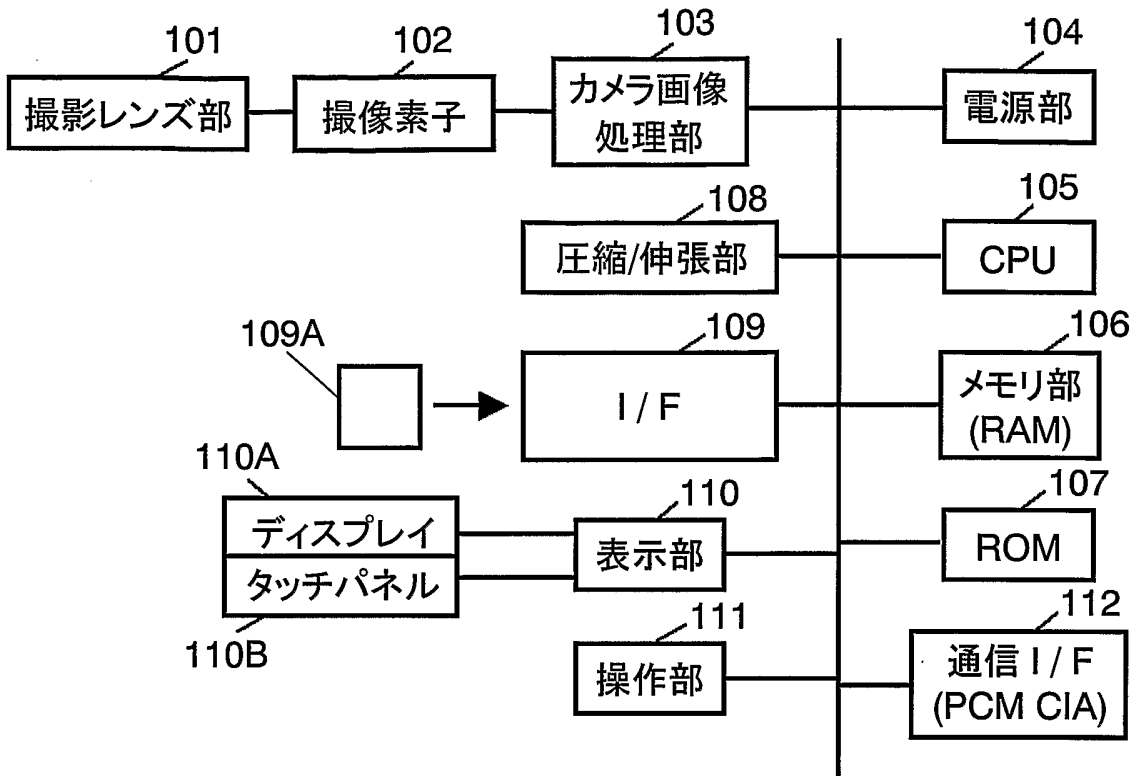 101
撮影レンズ部
102
撮像素子
103
カメラ画像
処理部
104
電源部
108
圧縮/伸張部
105
CPU
109A
109
I / F
106
メモリ部
(RAM)
110A
ディスプレイ
タッチパネル
110B
110
表示部
107
ROM
111
操作部
112
通信 I / F
(PCM CIA)